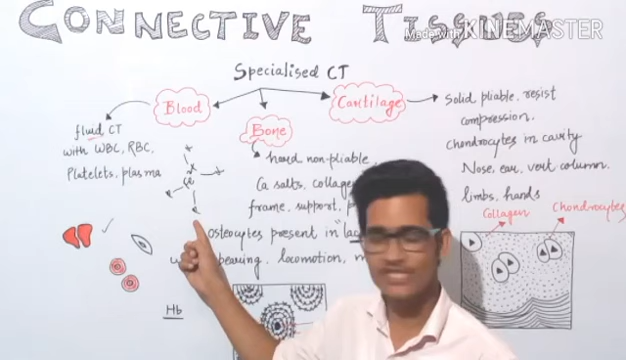 CONNECTIVE TISSUES
Made with KINEMASTER
Specialised CT
Blood
Bone
Cartilage
fluid CT
with WBC, RBC,
Platelets, plasma
hard non-pliable,
Ca salts, collagen
frame, support,
osteocytes present in
bearing, locomotion,
Solid pliable, resist
compression,
chondrocytes in cavity
Nose, ear, vert column
limbs, hands
Collagen
Chondrocytes
Hb